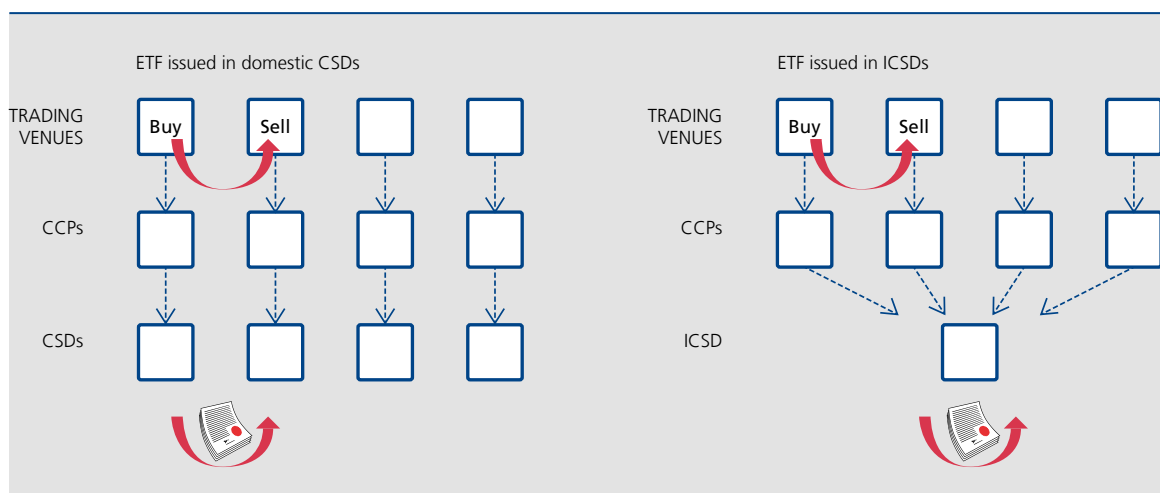 ETF issued in domestic CSDs
TRADING
VENUES
Buy
Sell
CCPs
CSDs
ETF issued in ICSDs
TRADING
VENUES
Buy
Sell
CCPs
ICSD